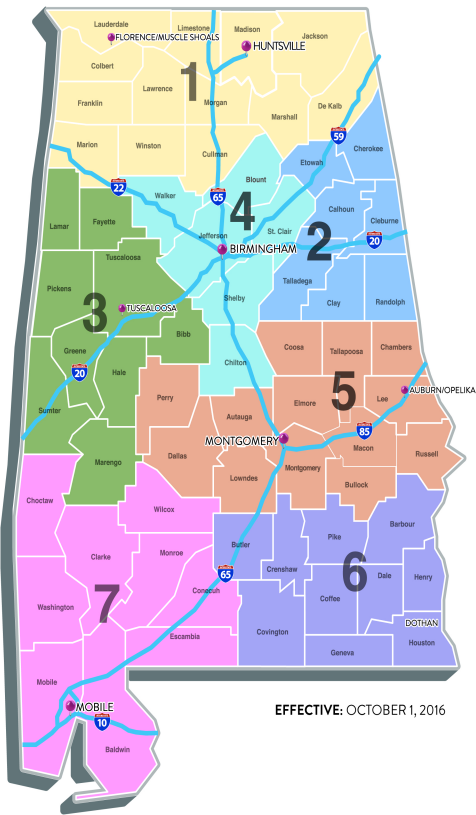 Lauderdale
Limestone
Madison
Jackson
FLORENCE/MUSCLE SHOALS
HUNTSVILLE
Colbert
1
Lawrence
Franklin
Morgan
De Kalb
Marshall
59
Marion
Winston
Cullman
Cherokee
Etowah
22
65
Walker
Blount
4
Calhoun
Cleburne
Lamar
Fayette
Jefferson
St. Clair
2
20
BIRMINGHAM
Tuscaloosa
Pickens
Talladega
3
Shelby
Clay
Randolph
TUSCALOOSA
Bibb
Greene
Coosa
Tallapoosa
Chambers
20
Hale
Chilton
5
Perry
Elmore
Lee
AUBURN/OPELIKA
Sumter
Autauga
MONTGOMERY
85
Macon
Marengo
Dallas
Montgomery
Russell
Lowndes
Bullock
Choctaw
Wilcox
Barbour
Pike
Butler
Clarke
Monroe
Crenshaw
6
65
Dale
Henry
Conecuh
7
Coffee
Washington
DOTHAN
Escambia
Covington
Houston
Geneva
Mobile
MOBILE
EFFECTIVE: OCTOBER 1, 2016
10
Baldwin